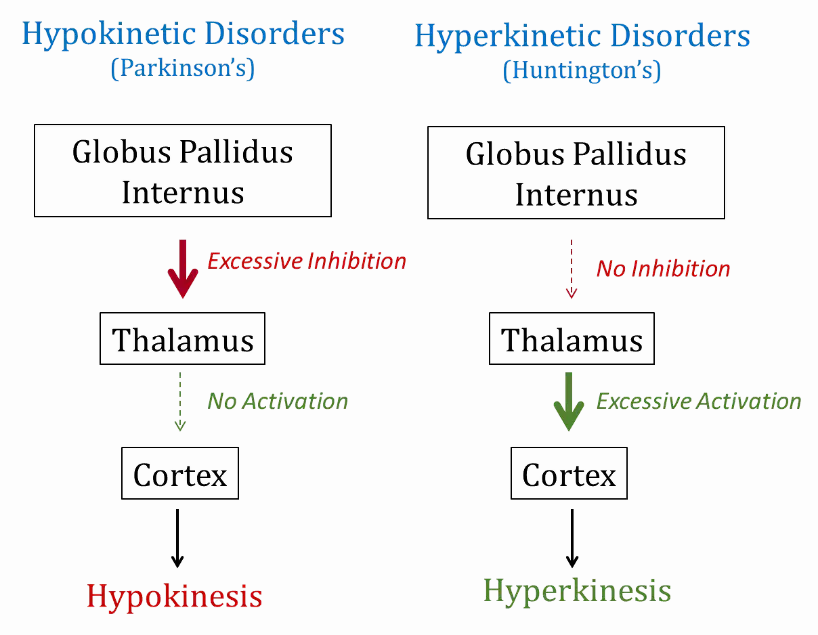 Hypokinetic Disorders
(Parkinson's)
Globus Pallidus
Internus
Excessive Inhibition
Thalamus
No Activation
Cortex
Hypokinesis
Hyperkinetic Disorders
(Huntington's)
Globus Pallidus
Internus
No Inhibition
Thalamus
Excessive Activation
Cortex
Hyperkinesis